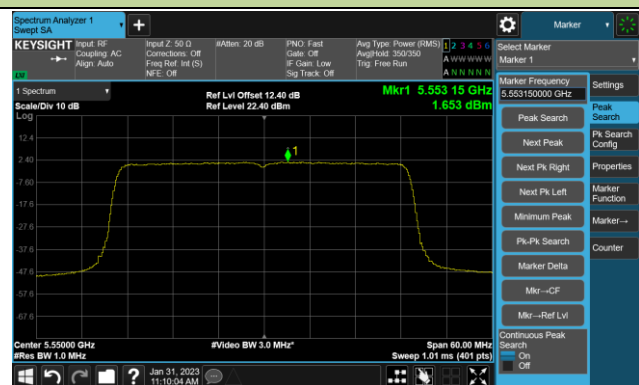 Spectrum Analyzer 1
Swept SA
Marker
KEYSIGHT
Input: RF
Coupling: AC
Align: Auto
Input Z: 50 Ω
Corrections: Off
Freq Ref: Int (S)
NFE: Off
#Atten: 20 dB
PNO: Fast
Gate: Off
IF Gain: Low
Sig Track: Off
Avg Type: Power (RMS)
Avg|Hold: 350/350
Trig: Free Run
1 2 3 4 5 6
A W W W W W
A N N N N N
LW
Select Marker
Marker 1
1 Spectrum
Scale/Div 10 dB
Log
Ref Lvl Offset 12.40 dB
Ref Level 22.40 dBm
Mkr1 5.553 15 GHz
1.653 dBm
1
12.4
2.40
-7.60
-17.6
-27.6
-37.6
-47.6
-57.6
-67.6
Center 5.55000 GHz
#Res BW 1.0 MHz
#Video BW 3.0 MHz*
Span 60.00 MHz
Sweep 1.01 ms (401 pts)
Marker Frequency
5.553150000 GHz
Peak Search
Next Peak
Next Pk Right
Next Pk Left
Minimum Peak
Pk-Pk Search
Marker Delta
Mkr→CF
Mkr→Ref Lvl
Continuous Peak
Search
On
Off
Settings
Peak
Search
Pk Search
Config
Properties
Marker
Function
Marker→
Counter
Jan 31, 2023
11:10:04 AM